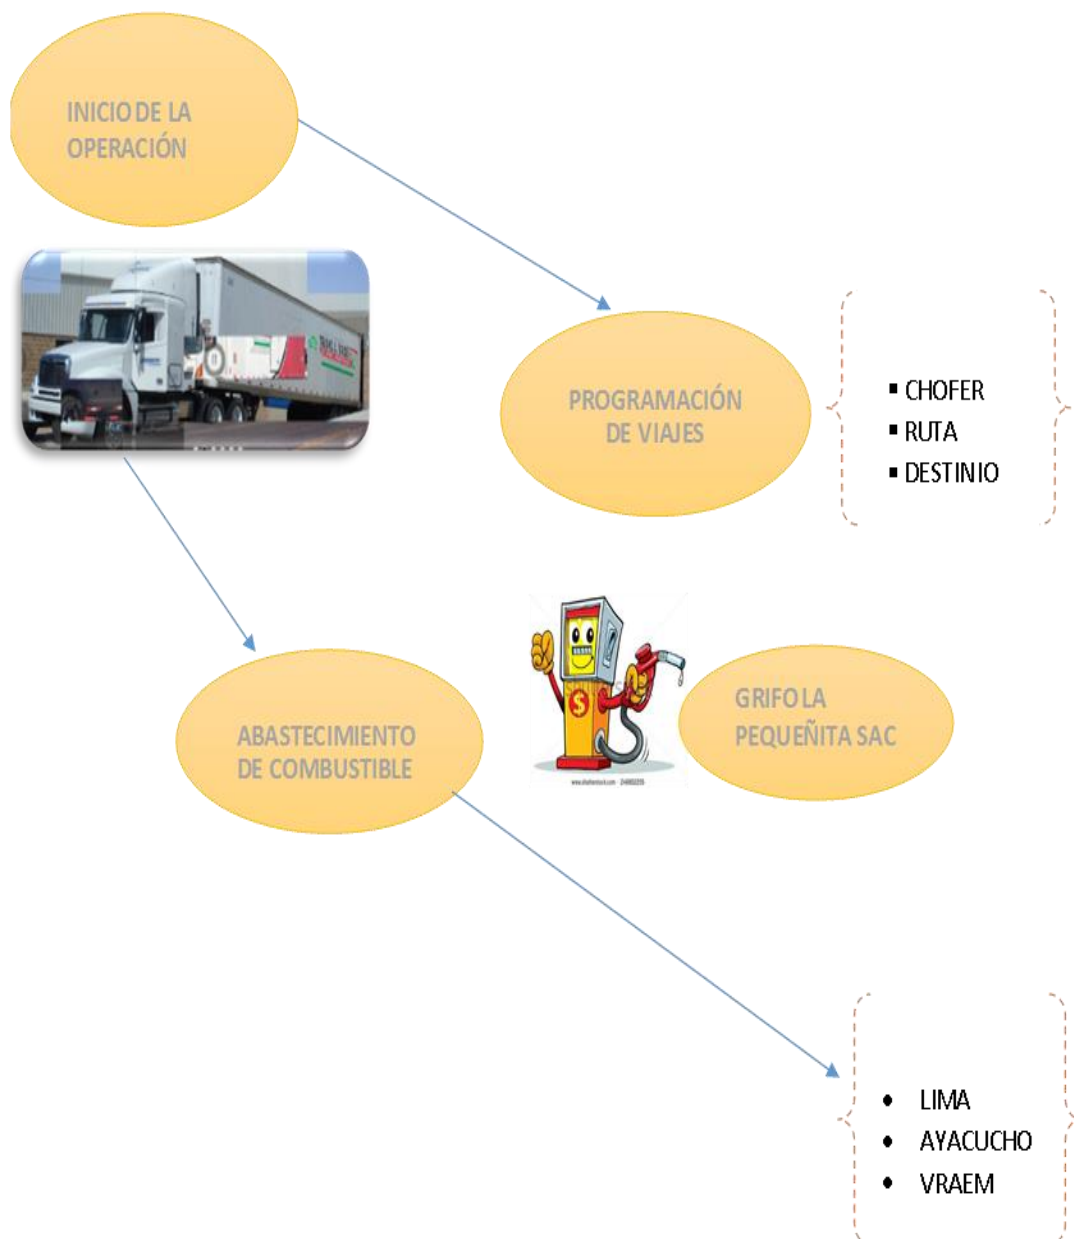 INICIO DE LA
OPERACIÓN
PROGRAMACIÓN
DE VIAJES
▪ CHOFER
▪ RUTA
▪ DESTINIO
ABASTECIMIENTO
DE COMBUSTIBLE
$
GRIFO LA
PEQUEÑITA SAC
• LIMA
• AYACUCHO
• VRAEM